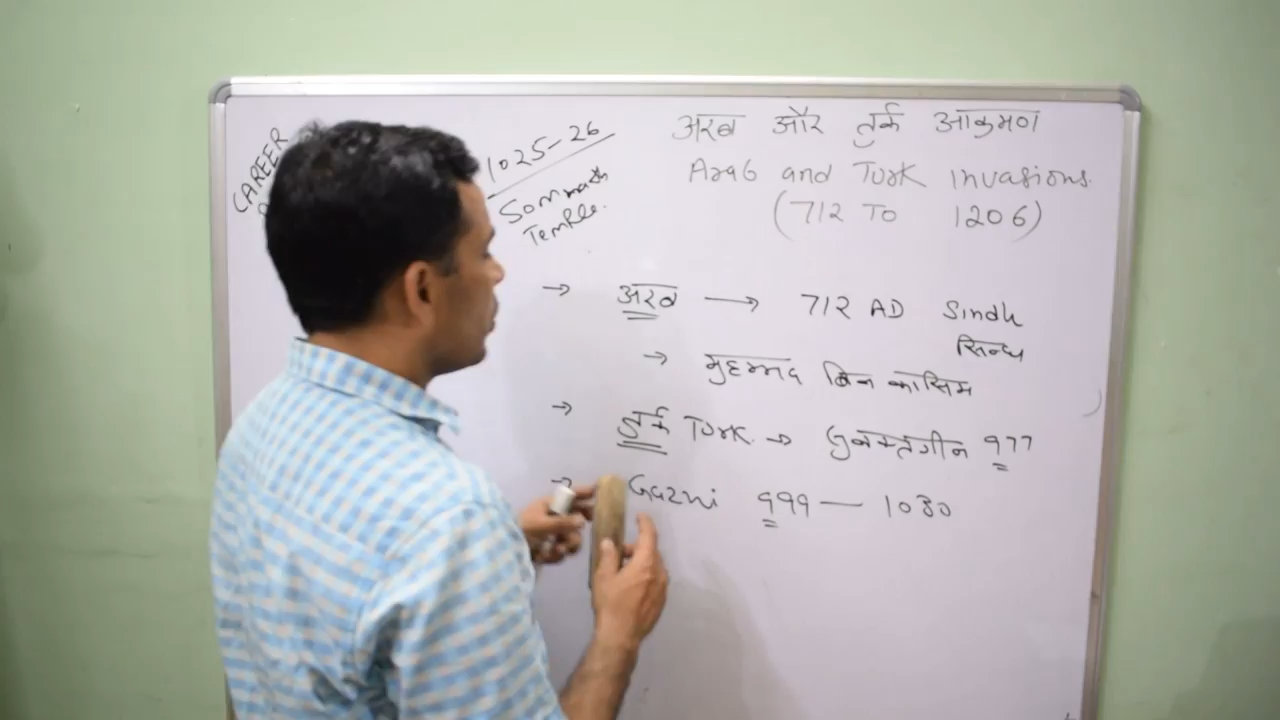 CAREER
1025-26
Somnath
Temple.
अरब और तुर्क आक्रमण
Arab and Turk Invasions.
(712 To 1206)
→ अरब → 712 AD Sindh
सिन्ध
→ मुहम्मद बिन कासिम
→ तुर्क Turk → सुबुक्तगीन 977
→ Gazni 999 — 1030